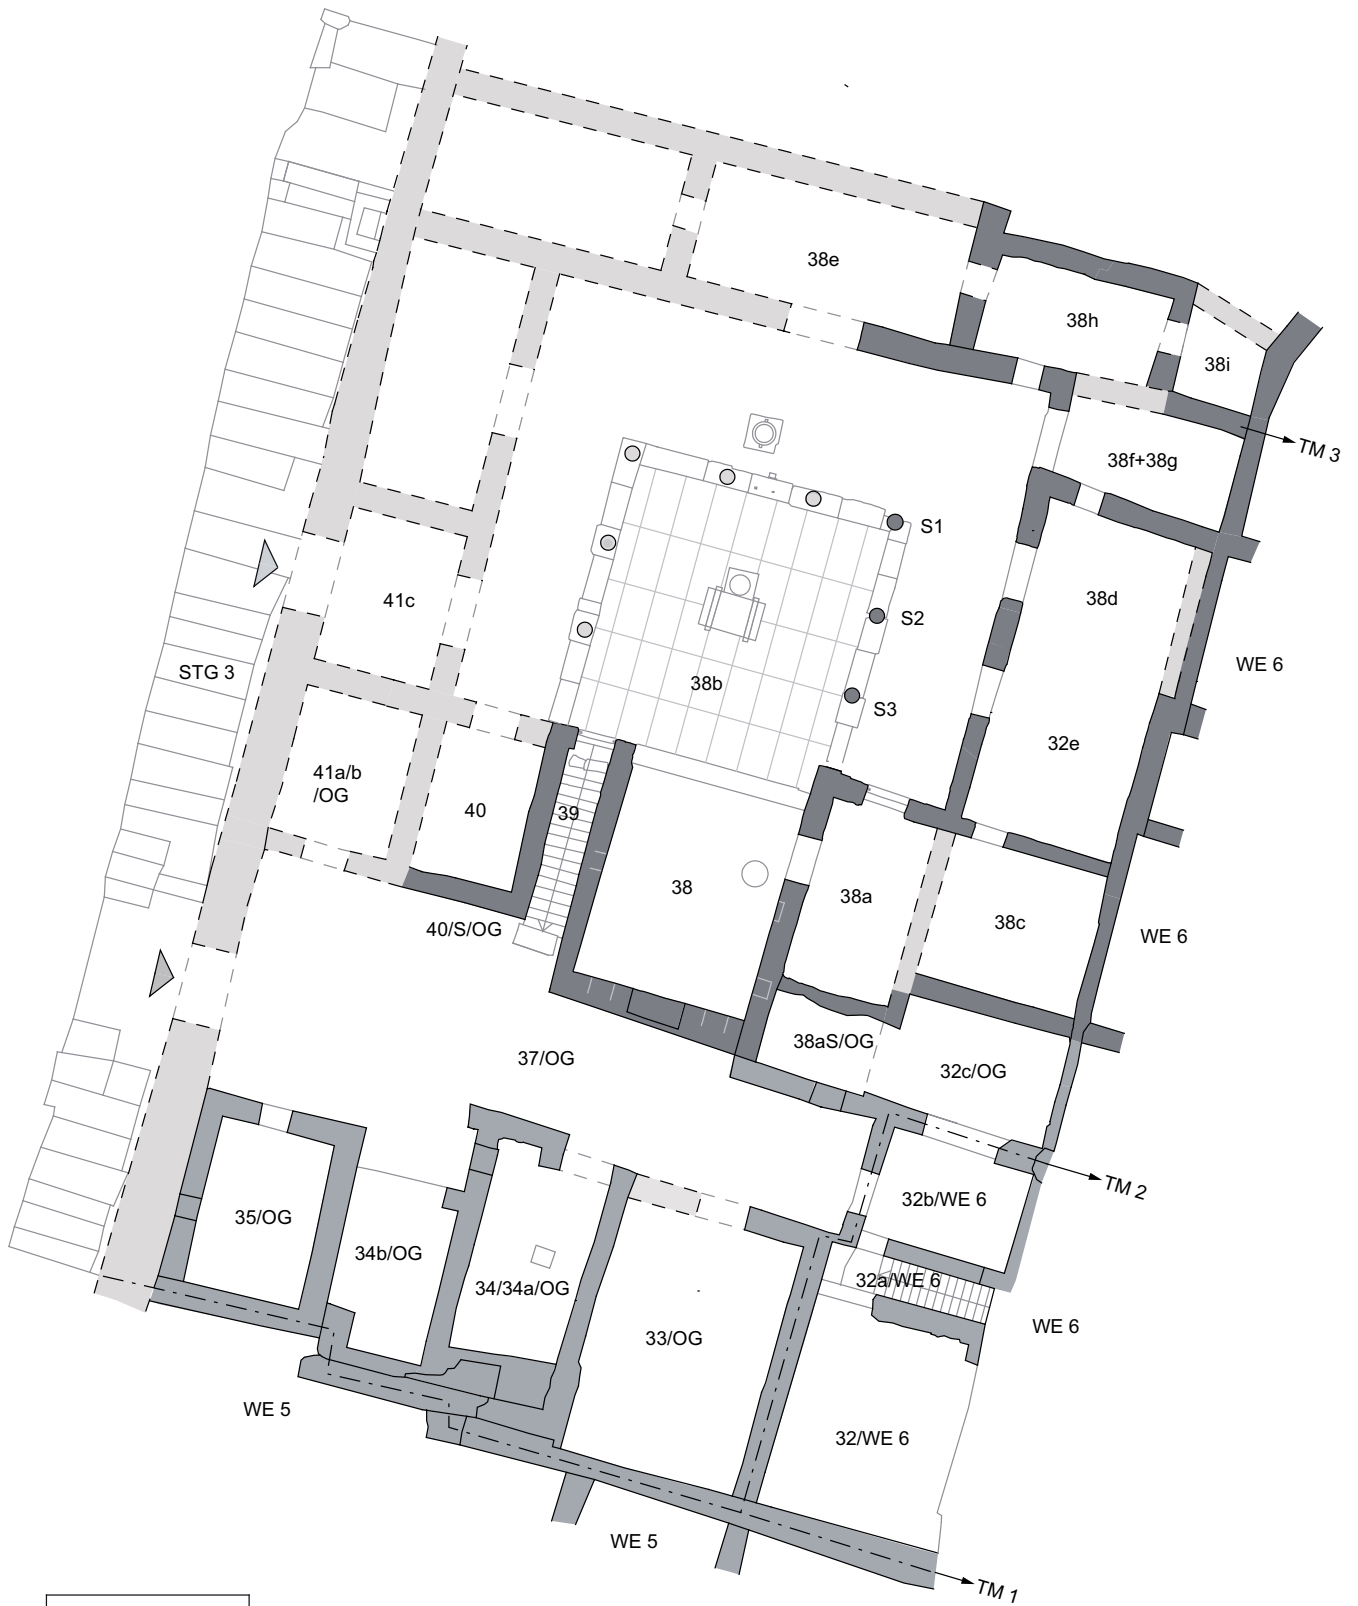 38e
38h
38i
TM 3
38f+38g
S1
38d
41c
S2
WE 6
STG 3
38b
S3
32e
41a/b
/OG
40
39
38
38a
38c
40/S/OG
WE 6
38aS/OG
37/OG
32c/OG
TM 2
32b/WE 6
35/OG
34b/OG
32a/WE 6
34/34a/OG
WE 6
33/OG
WE 5
32/WE 6
WE 5
TM 1